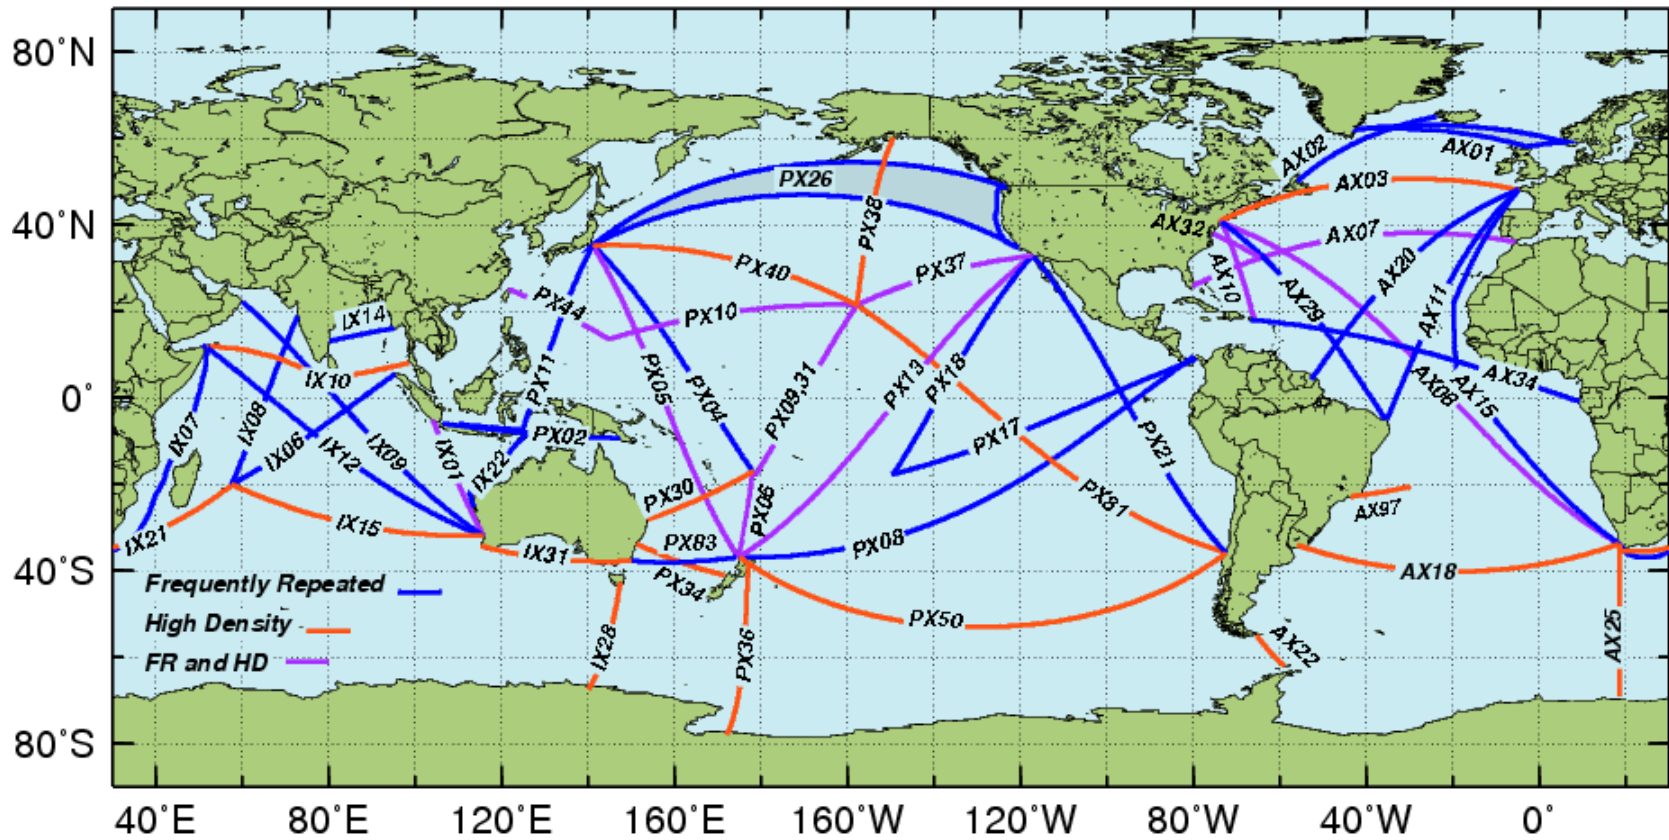 80°N
40°N
0°
40°S
80°S
40°E
80°E
120°E
160°E
160°W
120°W
80°W
40°W
0°
PX26
PX38
PX40
PX37
PX10
PX44
PX11
PX05
PX04
PX09,31
PX13
PX18
PX17
PX21
PX02
PX30
PX06
PX08
PX81
PX83
PX34
PX50
PX36
IX14
IX10
IX08
IX07
IX06
IX12
IX09
IX01
IX22
IX21
IX15
IX31
IX28
AX02
AX01
AX03
AX32
AX07
AX10
AX20
AX29
AX11
AX08
AX15
AX34
AX97
AX18
AX22
AX25
Frequently Repeated
High Density
FR and HD